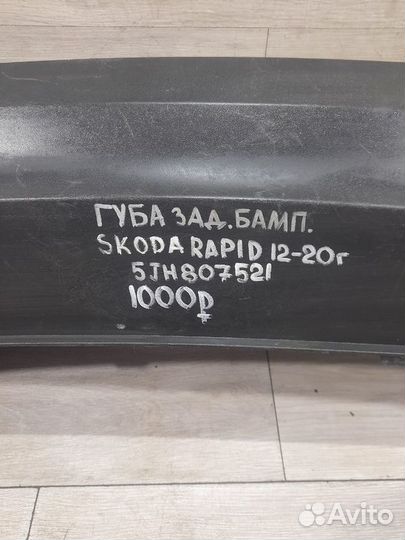 ГУБА ЗАД.БАМП.
SKODA RAPID 12-20г
5JH807521
1000₽
Avito